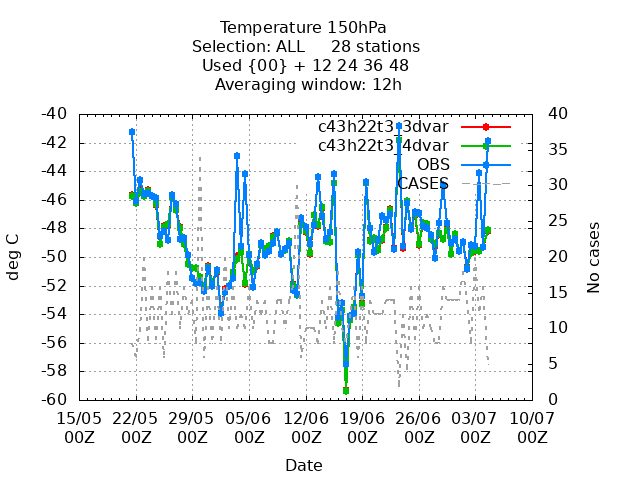 Temperature 150hPa
Selection: ALL 28 stations
Used {00} + 12 24 36 48
Averaging window: 12h
c43h22t3_3dvar
c43h22t3_4dvar
OBS
CASES
-40
-42
-44
-46
-48
-50
-52
-54
-56
-58
-60
deg C
40
35
30
25
20
15
10
5
0
No cases
15/05 22/05 29/05 05/06 12/06 19/06 26/06 03/07 10/07
00Z 00Z 00Z 00Z 00Z 00Z 00Z 00Z 00Z
Date